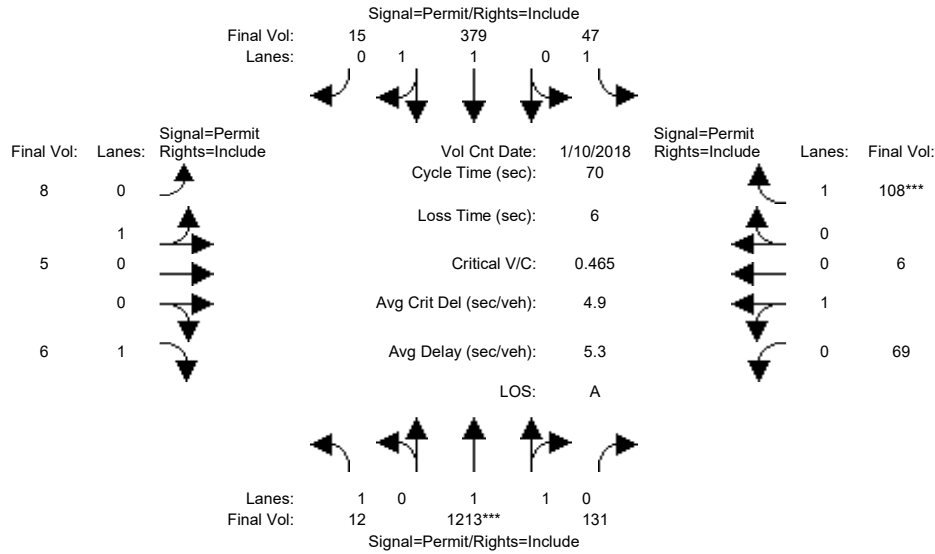 Signal=Permit/Rights=Include
Final Vol: 15 379 47
Lanes: 0 1 1 0 1
Signal=Permit
Final Vol: Lanes: Rights=Include
Vol Cnt Date: 1/10/2018
Signal=Permit
Rights=Include Lanes: Final Vol:
Cycle Time (sec): 70
8 0
1 108***
Loss Time (sec): 6
1
0
5 0
Critical V/C: 0.465
0 6
0
Avg Crit Del (sec/veh): 4.9
1
6 1
Avg Delay (sec/veh): 5.3
0 69
LOS: A
Lanes: 1 0 1 1 0
Final Vol: 12 1213*** 131
Signal=Permit/Rights=Include